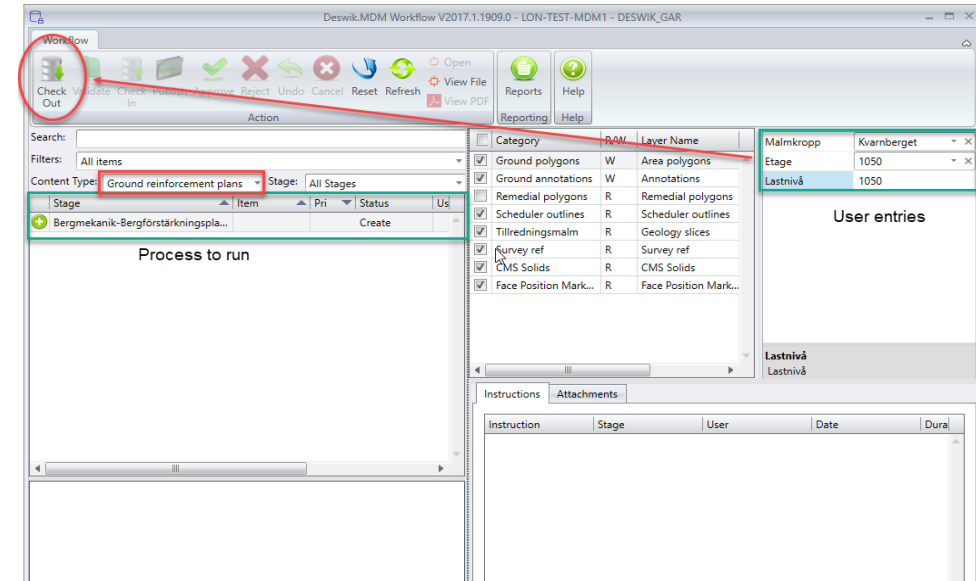 Deswik.MDM Workflow V2017.1.1909.0 - LON-TEST-MDM1 - DESWIK_GAR
Workflow
Check Out
Validate
Check In
Publish
Approve
Reject
Undo
Cancel
Reset
Refresh
Open
View File
View PDF
Reports
Help
Action
Reporting
Help
Search:
Filters: All items
Content Type: Ground reinforcement plans Stage: All Stages
Stage Item Pri Status Us
Bergmekanik-Bergförstärkningspla... Create
Process to run
Category R/W Layer Name
Ground polygons W Area polygons
Ground annotations W Annotations
Remedial polygons R Remedial polygons
Scheduler outlines R Scheduler outlines
Tillredningsmalm R Geology slices
Survey ref R Survey ref
CMS Solids R CMS Solids
Face Position Mark... R Face Position Mark...
Malmkropp Kvarnberget
Etage 1050
Lastnivå 1050
User entries
Lastnivå
Lastnivå
Instructions Attachments
Instruction Stage User Date Dura